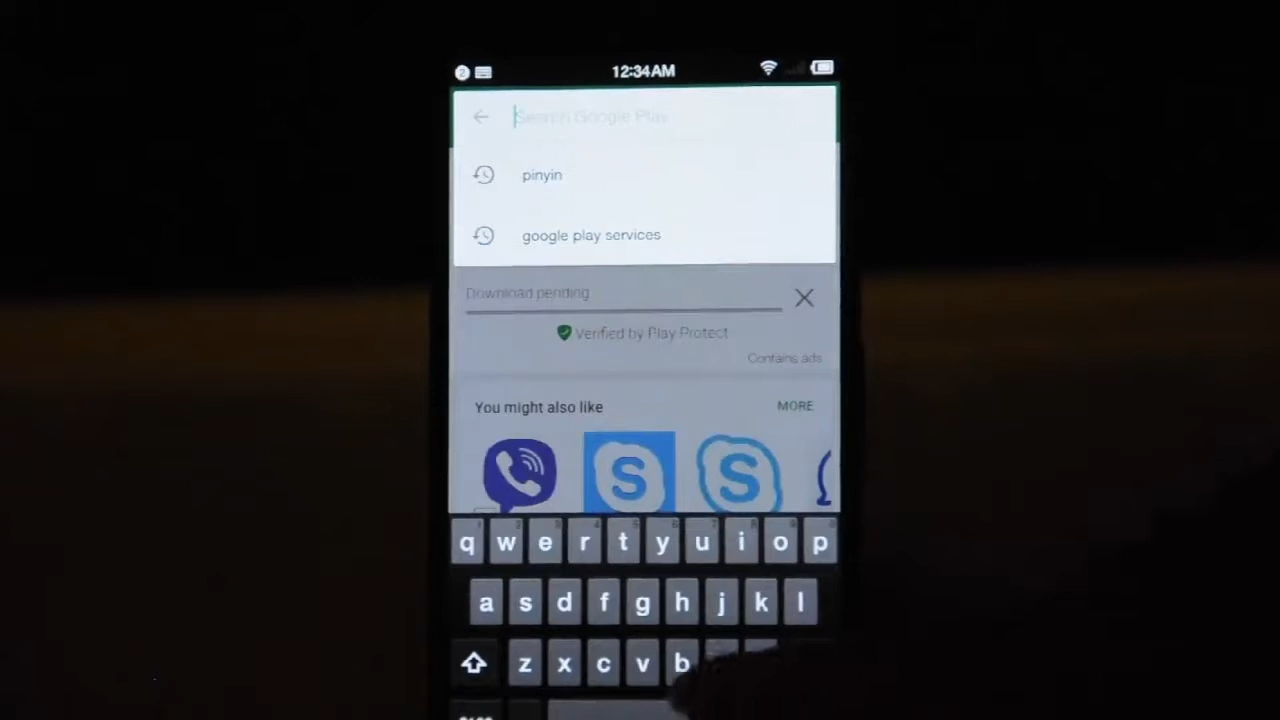 2 12:34AM
Search Google Play
pinyin
google play services
Download pending
Verified by Play Protect
Contains ads
You might also like MORE
S S
q w e r t y u i o p
a s d f g h j k l
z x c v b